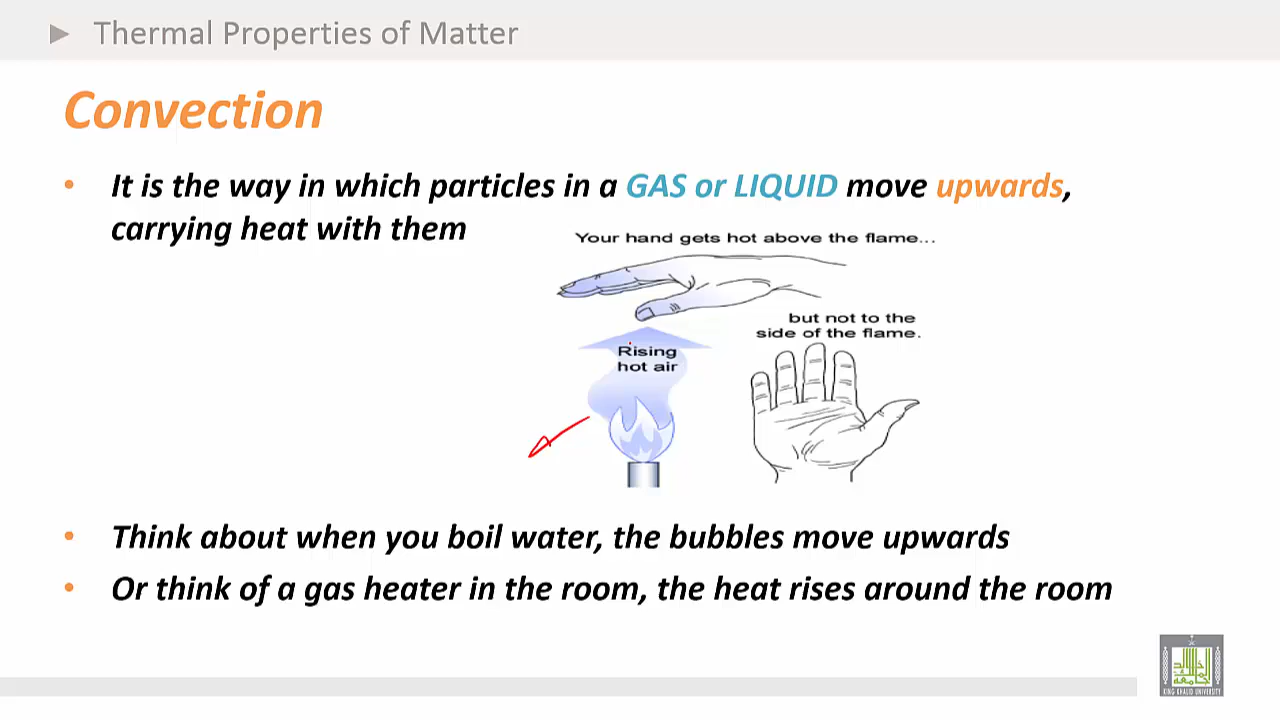 Thermal Properties of Matter
Convection
• It is the way in which particles in a GAS or LIQUID move upwards,
carrying heat with them
Your hand gets hot above the flame...
but not to the
side of the flame.
Rising
hot air
• Think about when you boil water, the bubbles move upwards
• Or think of a gas heater in the room, the heat rises around the room
KING KHALID UNIVERSITY